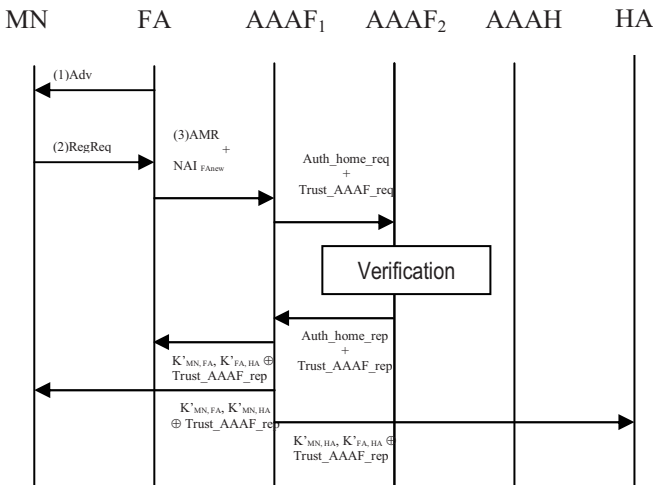 MN FA AAAF₁ AAAF₂ AAAH HA
(1)Adv
(2)RegReq
(3)AMR
+
NAI FAnew
Auth_home_req
+
Trust_AAAF_req
Verification
Auth_home_rep
+
Trust_AAAF_rep
K’MN, FA, K’FA, HA ⊕
Trust_AAAF_rep
K’MN, FA, K’MN, HA
⊕ Trust_AAAF_rep
K’MN, HA, K’FA, HA ⊕
Trust_AAAF_rep